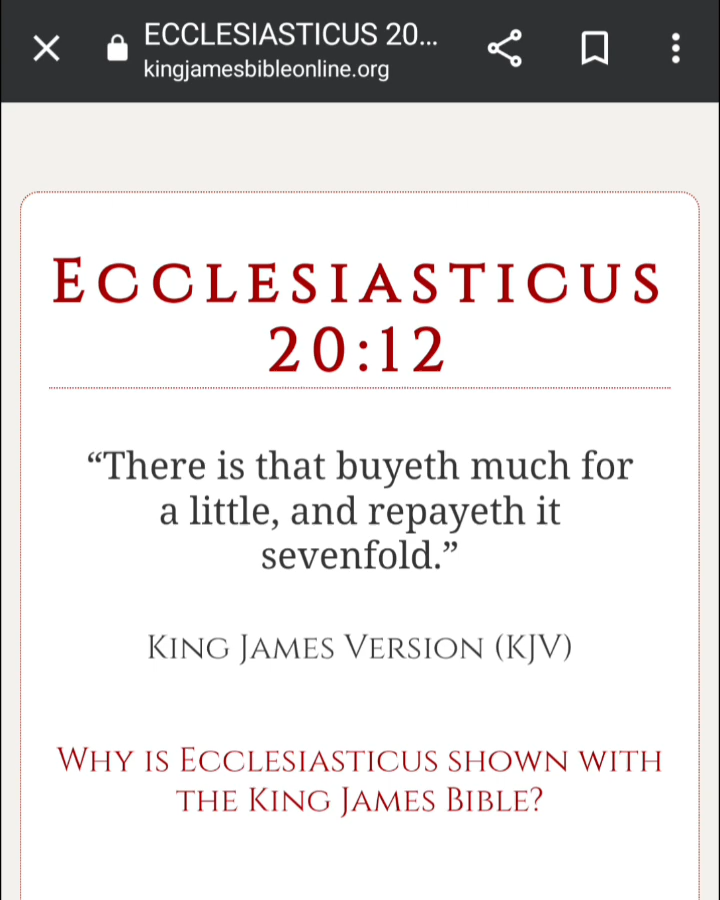 ECCLESIASTICUS 20...
kingjamesbibleonline.org
ECCLESIASTICUS
20:12
“There is that buyeth much for
a little, and repayeth it
sevenfold.”
KING JAMES VERSION (KJV)
WHY IS ECCLESIASTICUS SHOWN WITH
THE KING JAMES BIBLE?